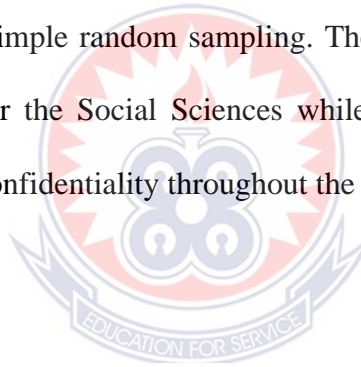 imple random sampling. The
r the Social Sciences while
onfidentiality throughout the
EDUCATION FOR SERVICE